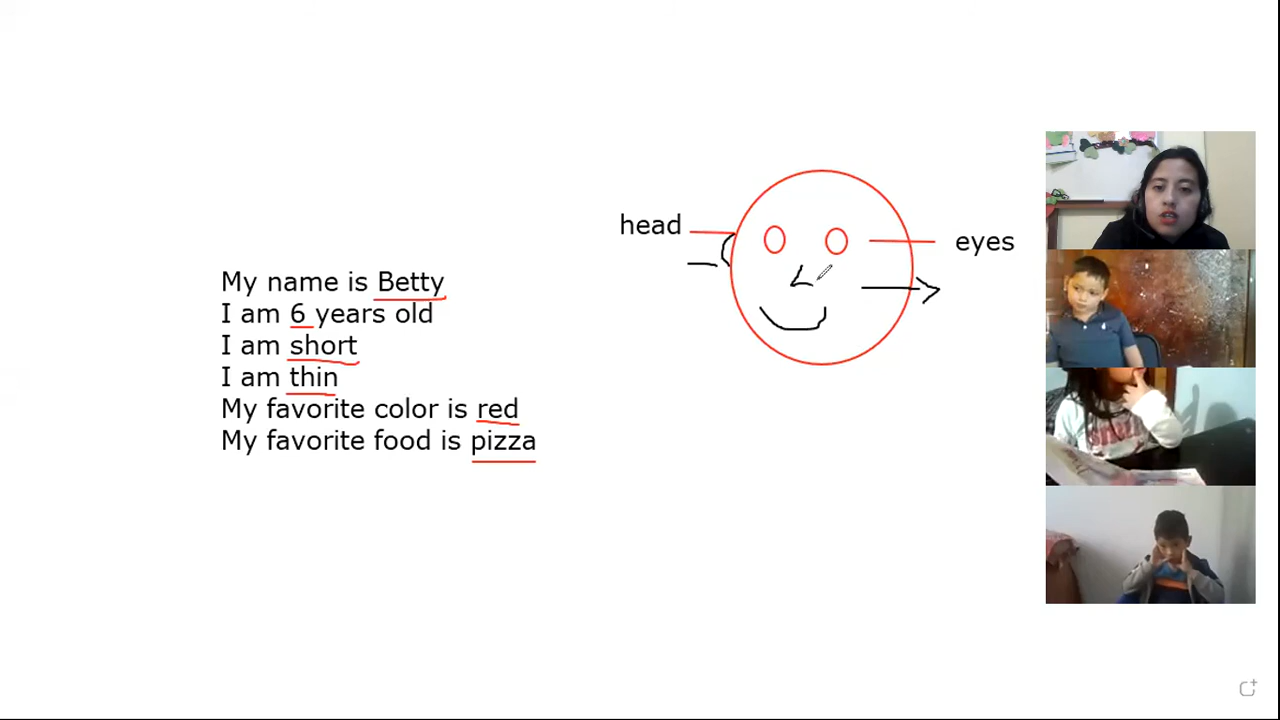 My name is Betty
I am 6 years old
I am short
I am thin
My favorite color is red
My favorite food is pizza
head
eyes